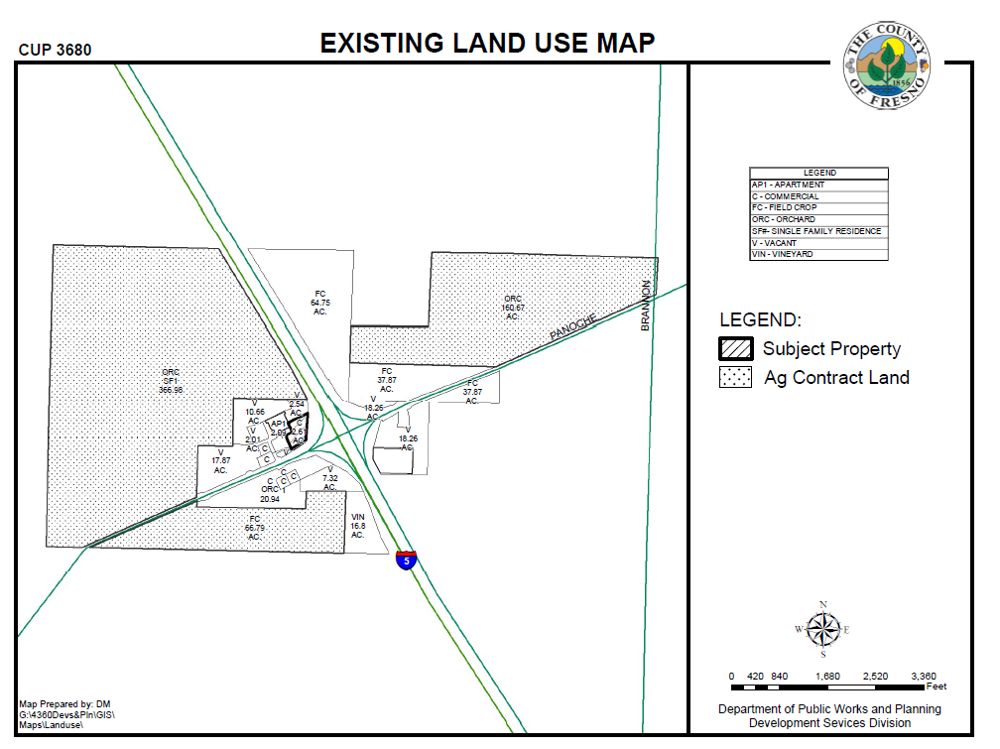 CUP 3680
EXISTING LAND USE MAP
THE COUNTY
OF FRESNO
1856
LEGEND
AP1 - APARTMENT
C - COMMERCIAL
FC - FIELD CROP
ORC - ORCHARD
SF#- SINGLE FAMILY RESIDENCE
V - VACANT
VIN - VINEYARD
LEGEND:
Subject Property
Ag Contract Land
FC
64.75
AC.
ORC
160.67
AC.
PANOCHE
BRANNON
ORC
SF1
366.98
FC
37.87
AC.
FC
37.87
AC.
V
18.26
AC.
V
18.26
AC.
V
2.54
AC.
V
10.66
AC.
AP1
2.09
C
2.61
AC.
V
2.01
AC.
C
C
V
V
17.87
AC.
C
C
C
C
ORC
1
20.94
V
7.32
AC.
FC
66.79
AC.
VIN
16.8
AC.
5
N
W
E
S
0 420 840 1,680 2,520 3,360
Feet
Map Prepared by: DM
G:\4360Devs&Pln\GIS\
Maps\Landuse\
Department of Public Works and Planning
Development Sevices Division